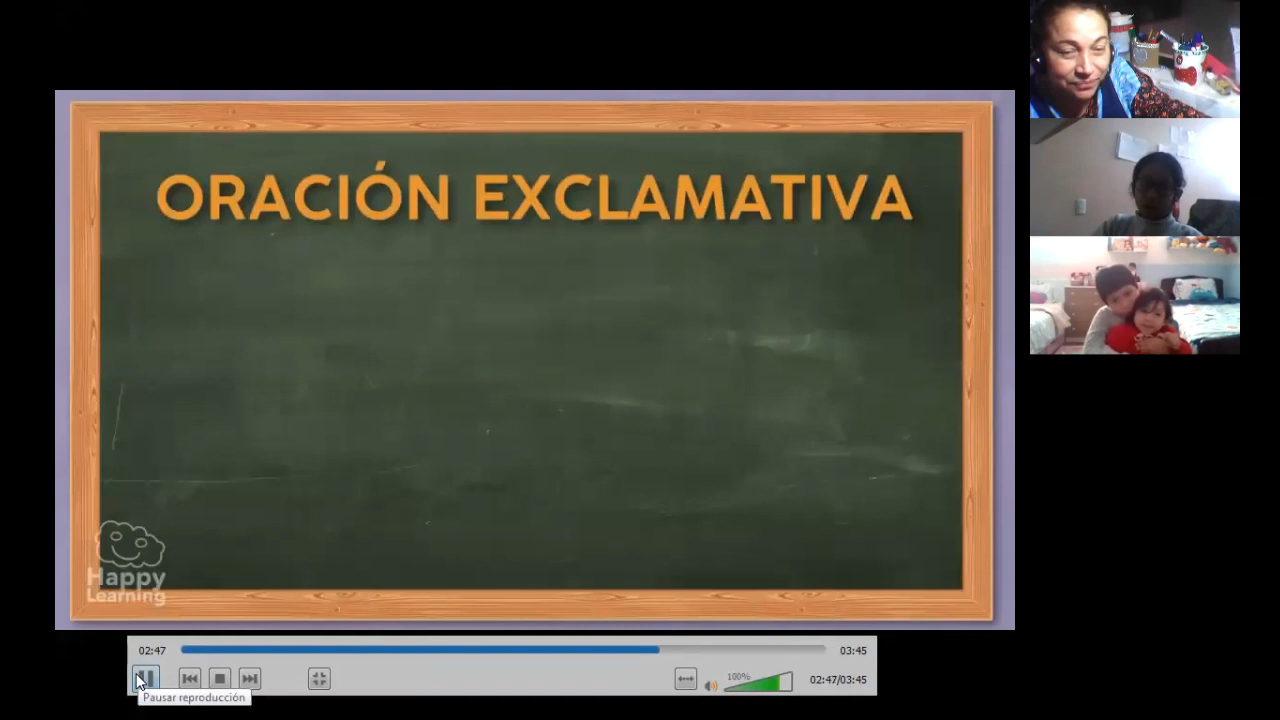 ORACIÓN EXCLAMATIVA
Happy
Learning
02:47
03:45
100%
02:47/03:45
Pausar reproducción